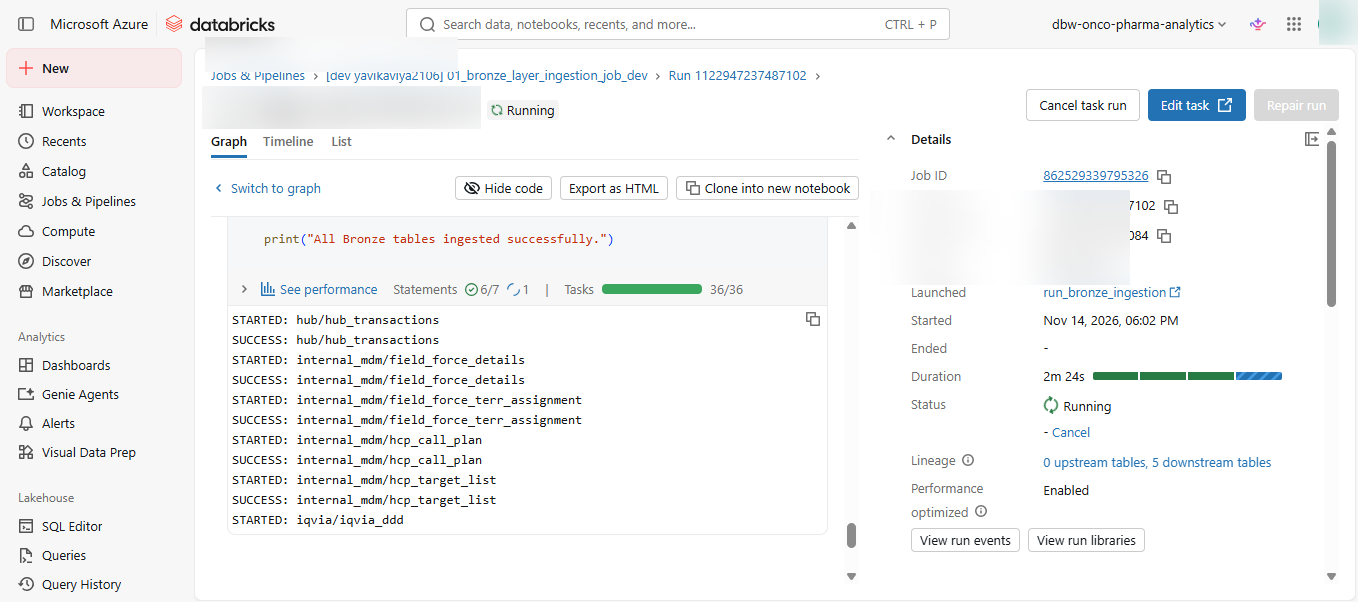 Microsoft Azure databricks Search data, notebooks, recents, and more... CTRL + P dbw-onco-pharma-analytics
New
Workspace
Recents
Catalog
Jobs & Pipelines
Compute
Discover
Marketplace
Analytics
Dashboards
Genie Agents
Alerts
Visual Data Prep
Lakehouse
SQL Editor
Queries
Query History
Jobs & Pipelines › [dev yavikaviya2106] 01_bronze_layer_ingestion_job_dev › Run 1122947237487102 ›
Running
Cancel task run Edit task Repair run
Graph Timeline List
Switch to graph Hide code Export as HTML Clone into new notebook
print("All Bronze tables ingested successfully.")
See performance Statements 6/7 1 | Tasks 36/36
STARTED: hub/hub_transactions
SUCCESS: hub/hub_transactions
STARTED: internal_mdm/field_force_details
SUCCESS: internal_mdm/field_force_details
STARTED: internal_mdm/field_force_terr_assignment
SUCCESS: internal_mdm/field_force_terr_assignment
STARTED: internal_mdm/hcp_call_plan
SUCCESS: internal_mdm/hcp_call_plan
STARTED: internal_mdm/hcp_target_list
SUCCESS: internal_mdm/hcp_target_list
STARTED: iqvia/iqvia_ddd
Details
Job ID 862529339795326
7102
084
Launched run_bronze_ingestion
Started Nov 14, 2026, 06:02 PM
Ended -
Duration 2m 24s
Status Running
- Cancel
Lineage 0 upstream tables, 5 downstream tables
Performance Enabled
optimized
View run events View run libraries